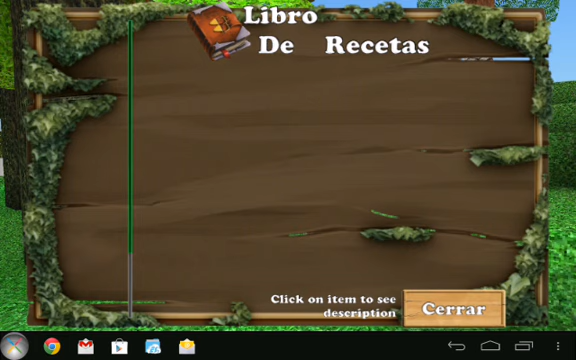 Libro
De Recetas
Click on item to see
description
Cerrar